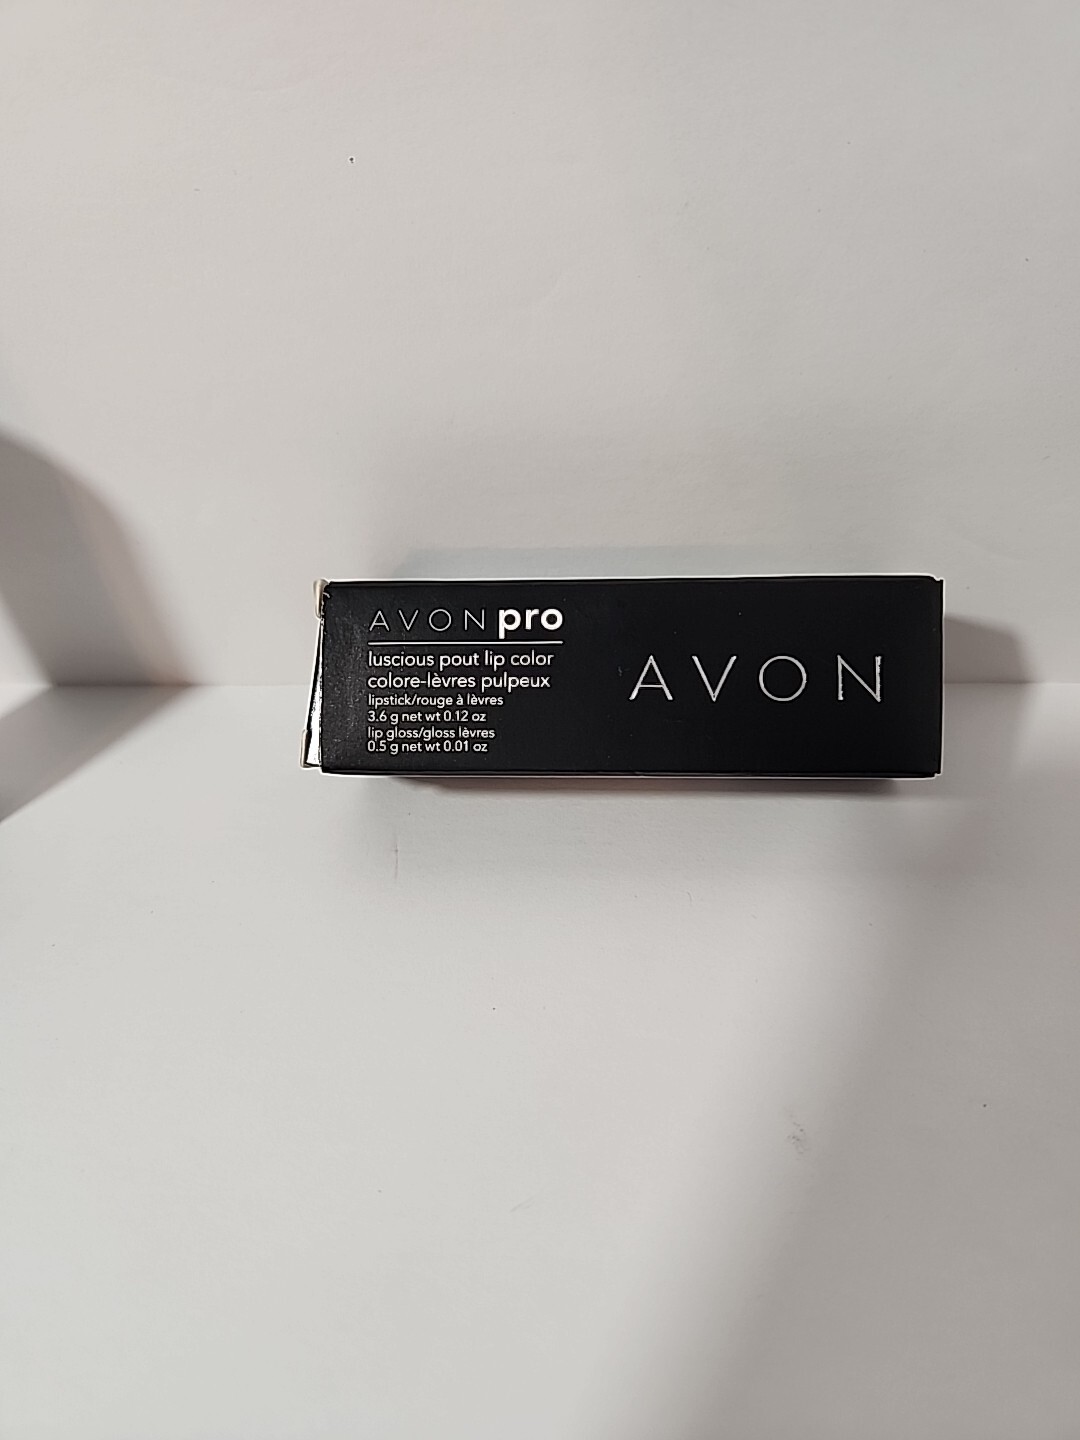 AVON pro
luscious pout lip color
colore-lèvres pulpeux
lipstick/rouge à lèvres
3.6 g net wt 0.12 oz
lip gloss/gloss lèvres
0.5 g net wt 0.01 oz
AVON